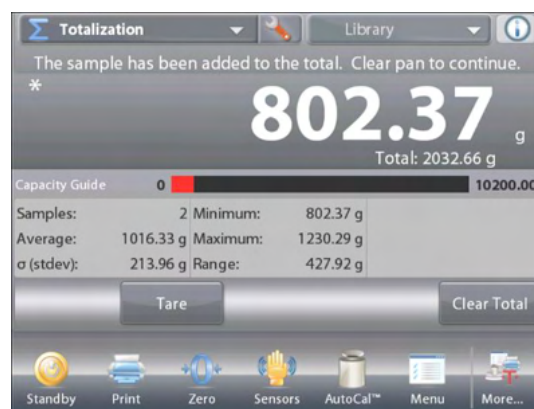 Σ Totalization Library i
The sample has been added to the total. Clear pan to continue.
*
802.37 g
Total: 2032.66 g
Capacity Guide 0 10200.00
Samples: 2 Minimum: 802.37 g
Average: 1016.33 g Maximum: 1230.29 g
σ (stdev): 213.96 g Range: 427.92 g
Tare Clear Total
0
Standby Print Zero Sensors AutoCal™ Menu More...